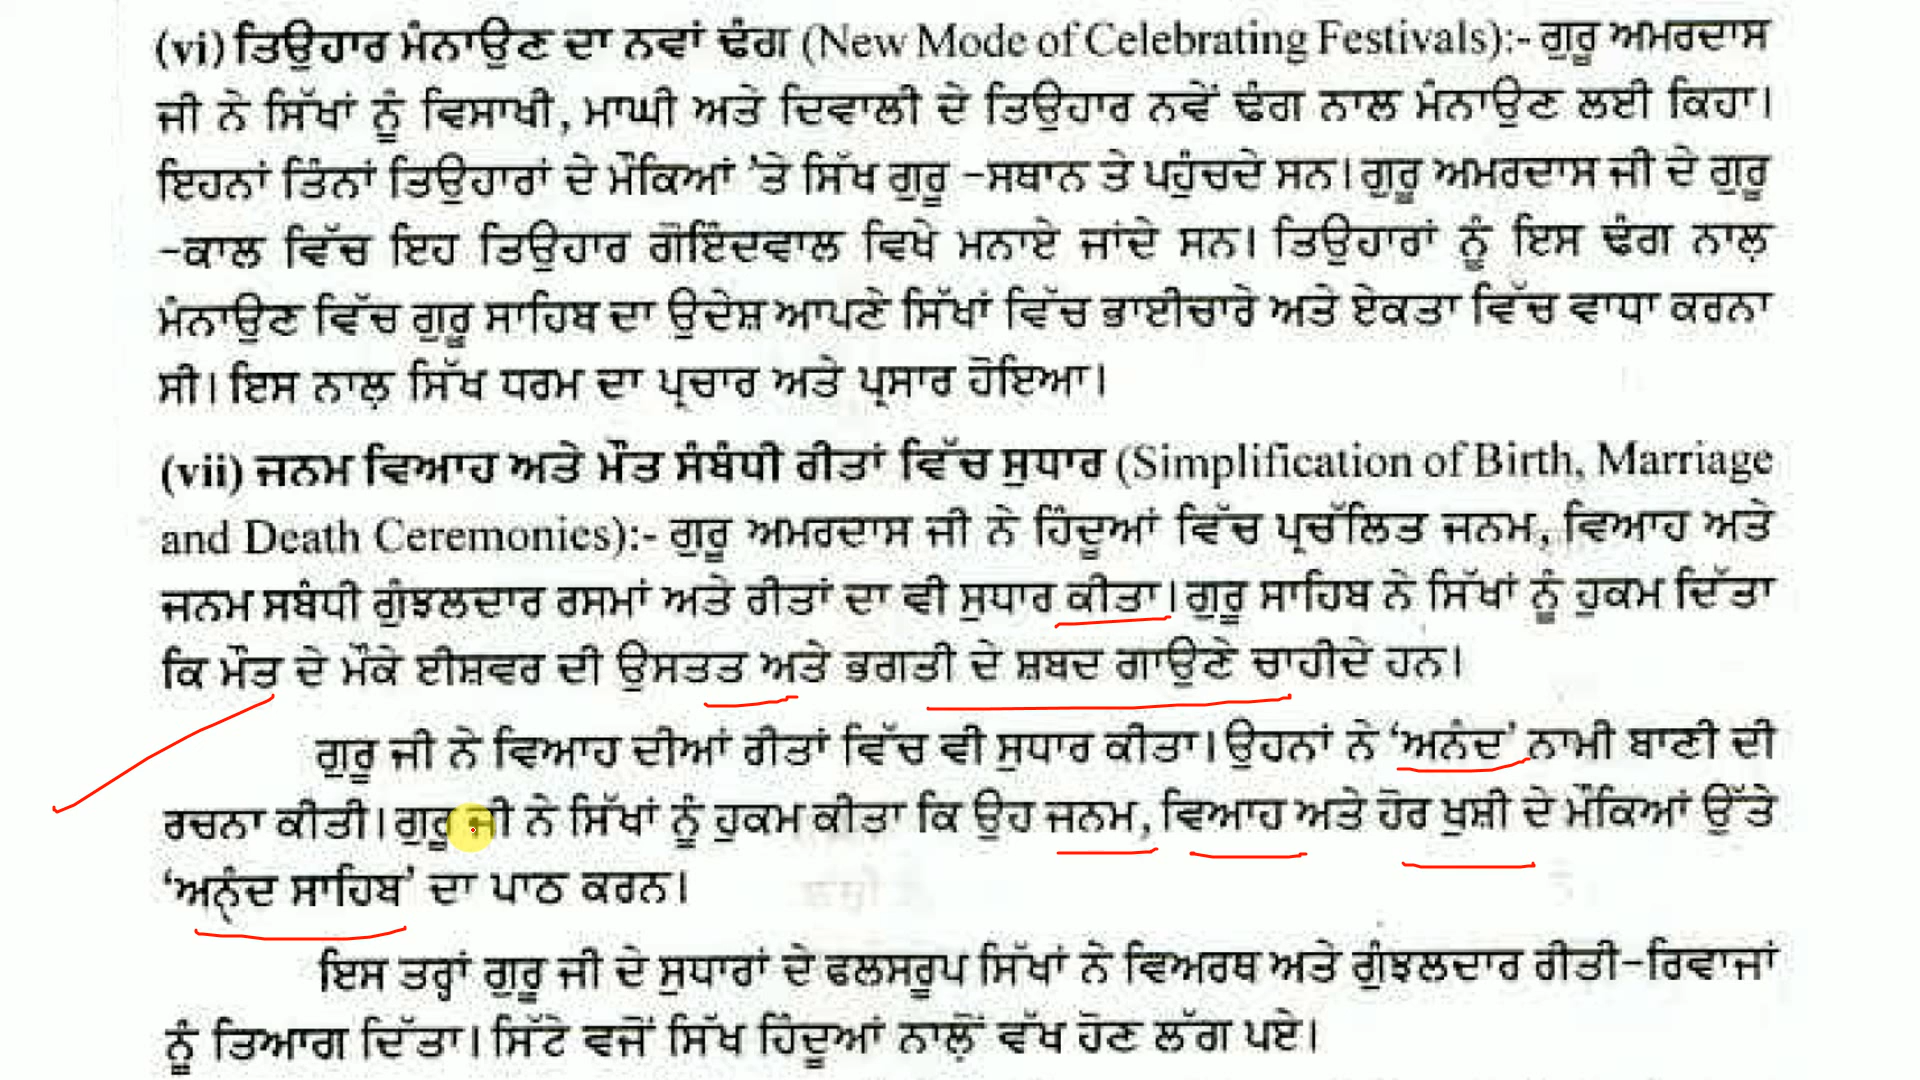 (vi) ਤਿਉਹਾਰ ਮੰਨਾਉਣ ਦਾ ਨਵਾਂ ਢੰਗ (New Mode of Celebrating Festivals):- ਗੁਰੂ ਅਮਰਦਾਸ
ਜੀ ਨੇ ਸਿੱਖਾਂ ਨੂੰ ਵਿਸਾਖੀ, ਮਾਘੀ ਅਤੇ ਦਿਵਾਲੀ ਦੇ ਤਿਉਹਾਰ ਨਵੇਂ ਢੰਗ ਨਾਲ ਮੰਨਾਉਣ ਲਈ ਕਿਹਾ।
ਇਹਨਾਂ ਤਿੰਨਾਂ ਤਿਉਹਾਰਾਂ ਦੇ ਮੌਕਿਆਂ 'ਤੇ ਸਿੱਖ ਗੁਰੂ -ਸਥਾਨ ਤੇ ਪਹੁੰਚਦੇ ਸਨ। ਗੁਰੂ ਅਮਰਦਾਸ ਜੀ ਦੇ ਗੁਰੂ
-ਕਾਲ ਵਿੱਚ ਇਹ ਤਿਉਹਾਰ ਗੋਇੰਦਵਾਲ ਵਿਖੇ ਮਨਾਏ ਜਾਂਦੇ ਸਨ। ਤਿਉਹਾਰਾਂ ਨੂੰ ਇਸ ਢੰਗ ਨਾਲ਼
ਮੰਨਾਉਣ ਵਿੱਚ ਗੁਰੂ ਸਾਹਿਬ ਦਾ ਉਦੇਸ਼ ਆਪਣੇ ਸਿੱਖਾਂ ਵਿੱਚ ਭਾਈਚਾਰੇ ਅਤੇ ਏਕਤਾ ਵਿੱਚ ਵਾਧਾ ਕਰਨਾ
ਸੀ। ਇਸ ਨਾਲ਼ ਸਿੱਖ ਧਰਮ ਦਾ ਪ੍ਰਚਾਰ ਅਤੇ ਪ੍ਰਸਾਰ ਹੋਇਆ।
(vii) ਜਨਮ ਵਿਆਹ ਅਤੇ ਮੌਤ ਸੰਬੰਧੀ ਰੀਤਾਂ ਵਿੱਚ ਸੁਧਾਰ (Simplification of Birth, Marriage
and Death Ceremonies):- ਗੁਰੂ ਅਮਰਦਾਸ ਜੀ ਨੇ ਹਿੰਦੂਆਂ ਵਿੱਚ ਪ੍ਰਚੱਲਿਤ ਜਨਮ, ਵਿਆਹ ਅਤੇ
ਜਨਮ ਸਬੰਧੀ ਗੁੰਝਲਦਾਰ ਰਸਮਾਂ ਅਤੇ ਰੀਤਾਂ ਦਾ ਵੀ ਸੁਧਾਰ ਕੀਤਾ। ਗੁਰੂ ਸਾਹਿਬ ਨੇ ਸਿੱਖਾਂ ਨੂੰ ਹੁਕਮ ਦਿੱਤਾ
ਕਿ ਮੌਤ ਦੇ ਮੌਕੇ ਈਸ਼ਵਰ ਦੀ ਉਸਤਤ ਅਤੇ ਭਗਤੀ ਦੇ ਸ਼ਬਦ ਗਾਉਣੇ ਚਾਹੀਦੇ ਹਨ।
ਗੁਰੂ ਜੀ ਨੇ ਵਿਆਹ ਦੀਆਂ ਰੀਤਾਂ ਵਿੱਚ ਵੀ ਸੁਧਾਰ ਕੀਤਾ। ਉਹਨਾਂ ਨੇ 'ਅਨੰਦ' ਨਾਮੀ ਬਾਣੀ ਦੀ
ਰਚਨਾ ਕੀਤੀ। ਗੁਰੂ ਜੀ ਨੇ ਸਿੱਖਾਂ ਨੂੰ ਹੁਕਮ ਕੀਤਾ ਕਿ ਉਹ ਜਨਮ, ਵਿਆਹ ਅਤੇ ਹੋਰ ਖੁਸ਼ੀ ਦੇ ਮੌਕਿਆਂ ਉੱਤੇ
'ਅਨੰਦ ਸਾਹਿਬ' ਦਾ ਪਾਠ ਕਰਨ।
ਇਸ ਤਰ੍ਹਾਂ ਗੁਰੂ ਜੀ ਦੇ ਸੁਧਾਰਾਂ ਦੇ ਫਲਸਰੂਪ ਸਿੱਖਾਂ ਨੇ ਵਿਅਰਥ ਅਤੇ ਗੁੰਝਲਦਾਰ ਰੀਤੀ-ਰਿਵਾਜਾਂ
ਨੂੰ ਤਿਆਗ ਦਿੱਤਾ। ਸਿੱਟੇ ਵਜੋਂ ਸਿੱਖ ਹਿੰਦੂਆਂ ਨਾਲ਼ੋਂ ਵੱਖ ਹੋਣ ਲੱਗ ਪਏ।